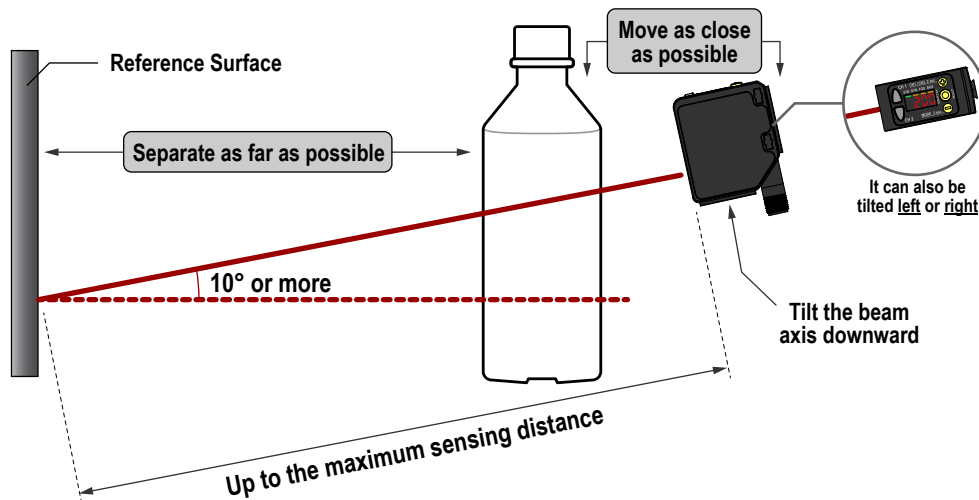 Reference Surface
Move as close
as possible
Separate as far as possible
200
It can also be
tilted left or right
10° or more
Tilt the beam
axis downward
Up to the maximum sensing distance